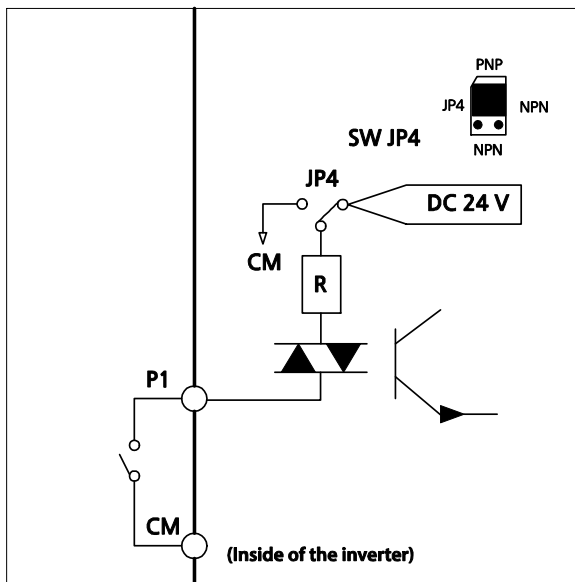 PNP
JP4
NPN
NPN
SW JP4
JP4
DC 24 V
CM
R
P1
CM
(Inside of the inverter)